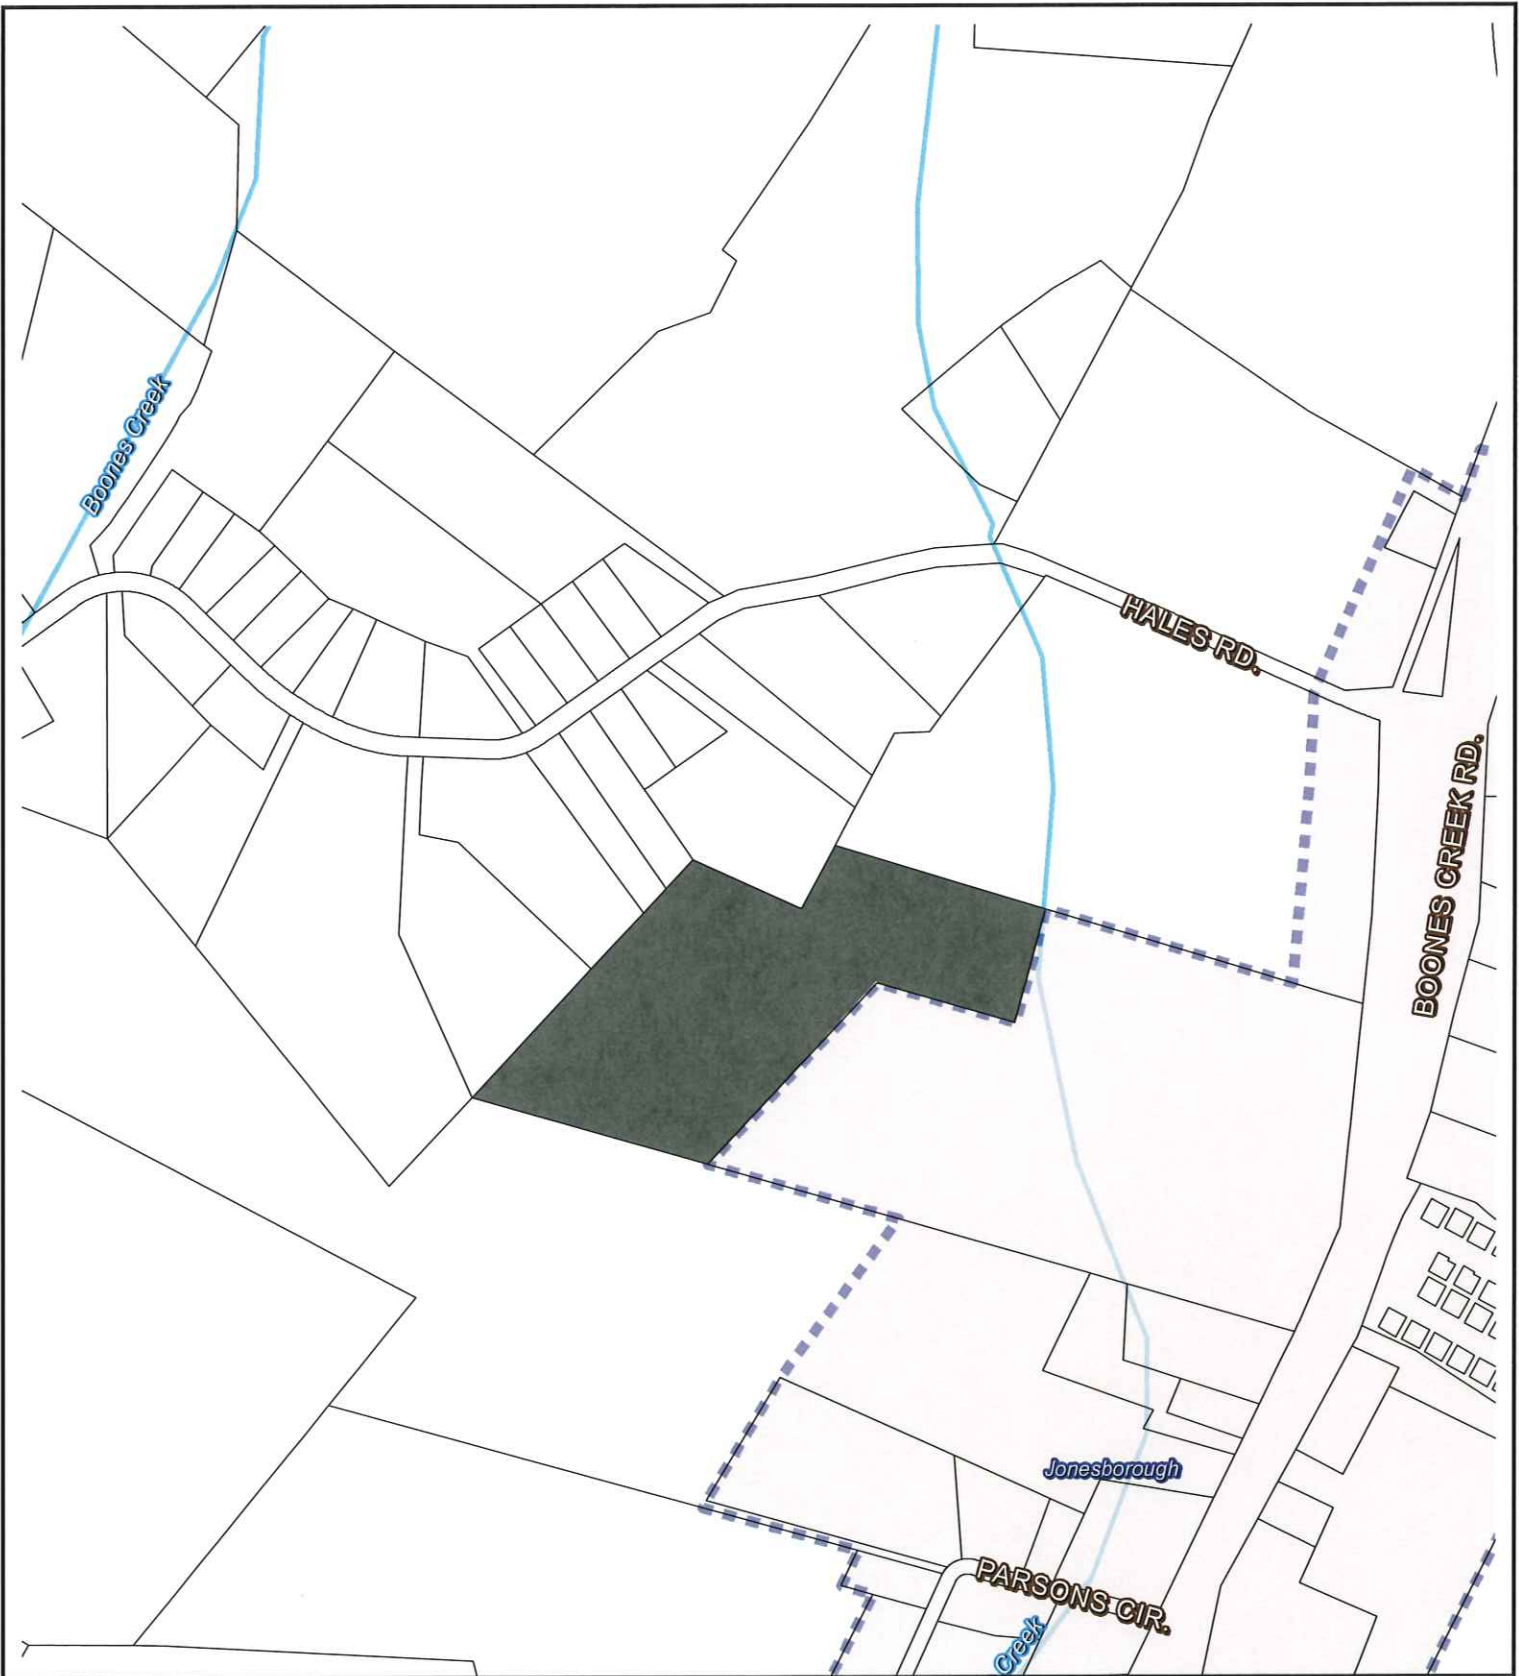 Boones Creek
HALES RD.
BOONES CREEK RD.
Jonesborough
PARSONS CIR.
Creek